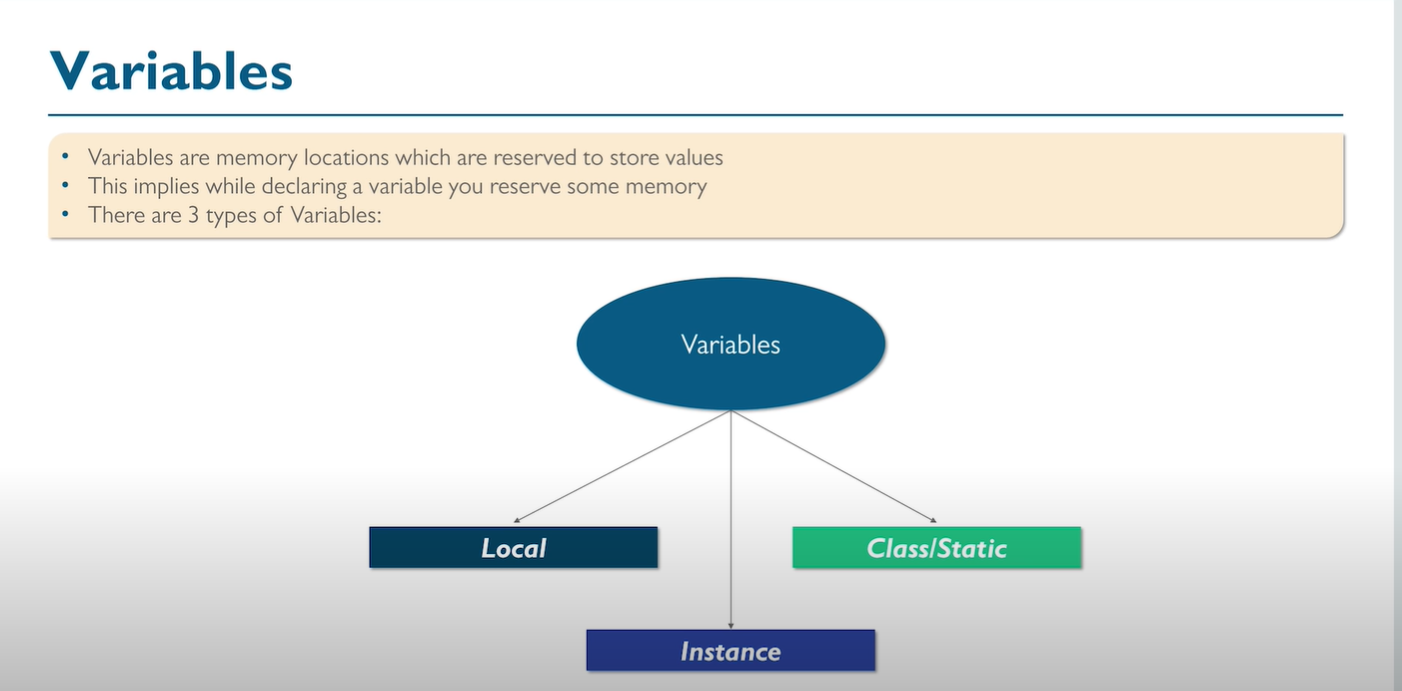 Variables
• Variables are memory locations which are reserved to store values
• This implies while declaring a variable you reserve some memory
• There are 3 types of Variables:
Variables
Local
Class/Static
Instance